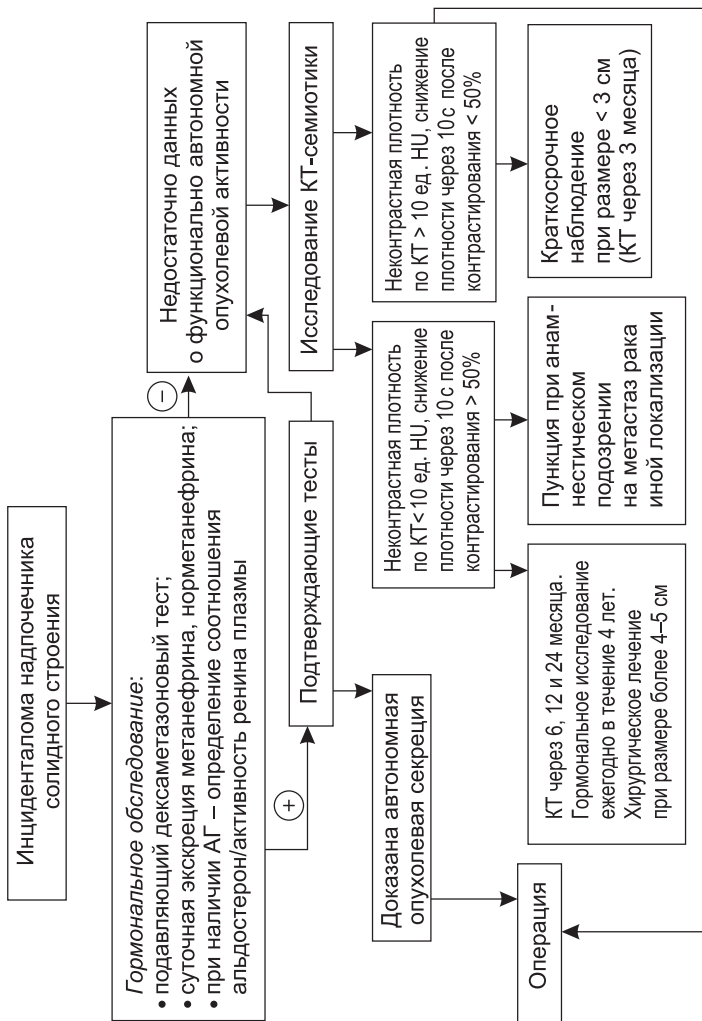 Инциденталома надпочечника
солидного строения
Гормональное обследование:
• подавляющий дексаметазоновый тест;
• суточная экскреция метанефрина, норметанефрина;
• при наличии АГ – определение соотношения
альдостерон/активность ренина плазмы
–
+
Недостаточно данных
о функционально автономной
опухолевой активности
Подтверждающие тесты
Исследование КТ-семиотики
Доказана автономная
опухолевая секреция
Неконтрастная плотность
по КТ<10 ед. HU, снижение
плотности через 10 с после
контрастирования > 50%
Неконтрастная плотность
по КТ > 10 ед. HU, снижение
плотности через 10 с после
контрастирования < 50%
Операция
КТ через 6, 12 и 24 месяца.
Гормональное исследование
ежегодно в течение 4 лет.
Хирургическое лечение
при размере более 4–5 см
Пункция при анам-
нестическом
подозрении
на метастаз рака
иной локализации
Краткосрочное
наблюдение
при размере < 3 см
(КТ через 3 месяца)